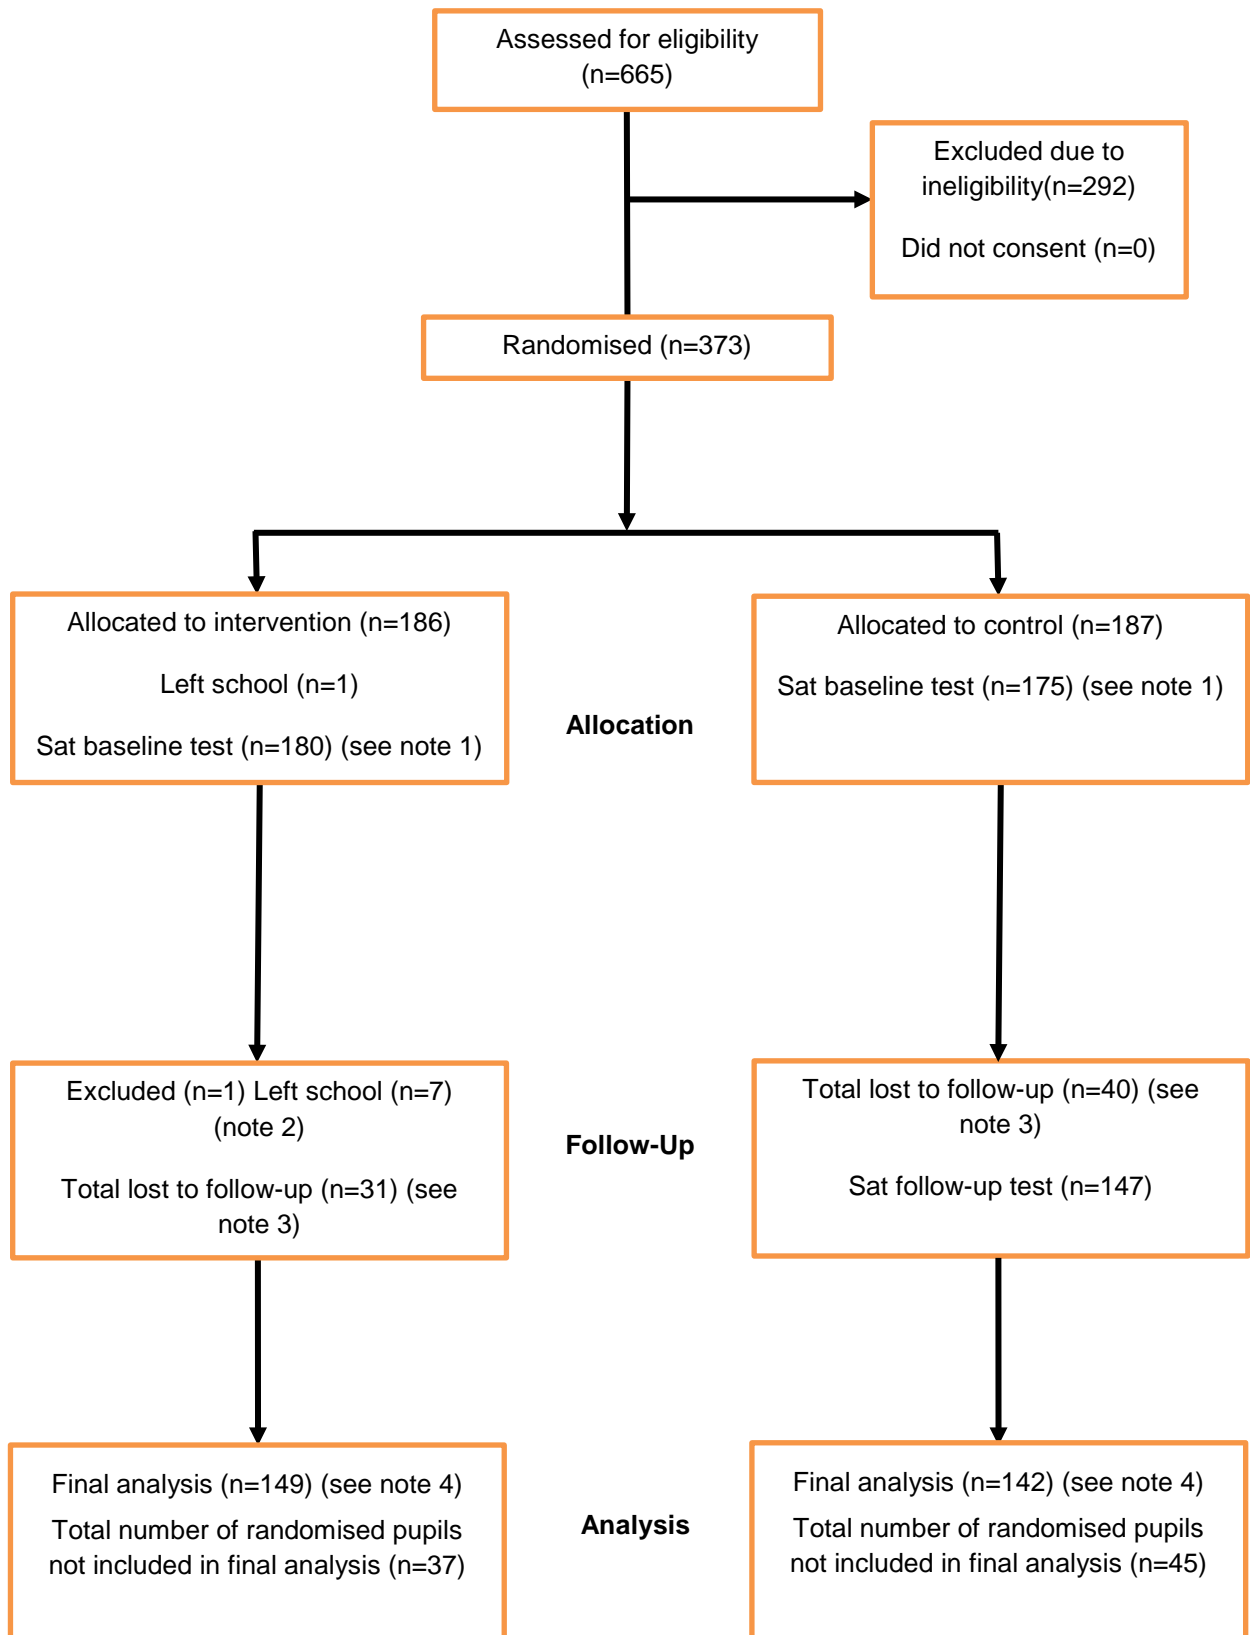 Assessed for eligibility
(n=665)
Excluded due to
ineligibility(n=292)
Did not consent (n=0)
Randomised (n=373)
Allocated to intervention (n=186)
Left school (n=1)
Sat baseline test (n=180) (see note 1)
Allocation
Allocated to control (n=187)
Sat baseline test (n=175) (see note 1)
Excluded (n=1) Left school (n=7)
(note 2)
Total lost to follow-up (n=31) (see
note 3)
Follow-Up
Total lost to follow-up (n=40) (see
note 3)
Sat follow-up test (n=147)
Final analysis (n=149) (see note 4)
Total number of randomised pupils
not included in final analysis (n=37)
Analysis
Final analysis (n=142) (see note 4)
Total number of randomised pupils
not included in final analysis (n=45)